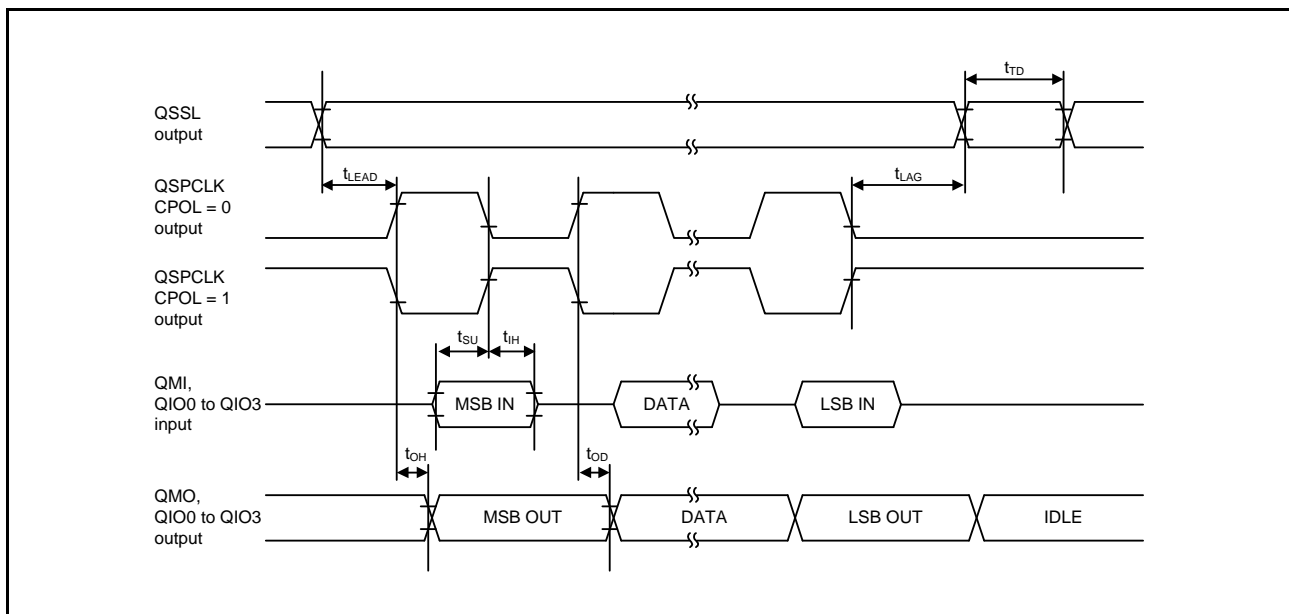 tTD
QSSL
output
tLEAD
tLAG
QSPCLK
CPOL = 0
output
QSPCLK
CPOL = 1
output
tSU
tIH
QMI,
QIO0 to QIO3
input
MSB IN
DATA
LSB IN
tOH
tOD
QMO,
QIO0 to QIO3
output
MSB OUT
DATA
LSB OUT
IDLE